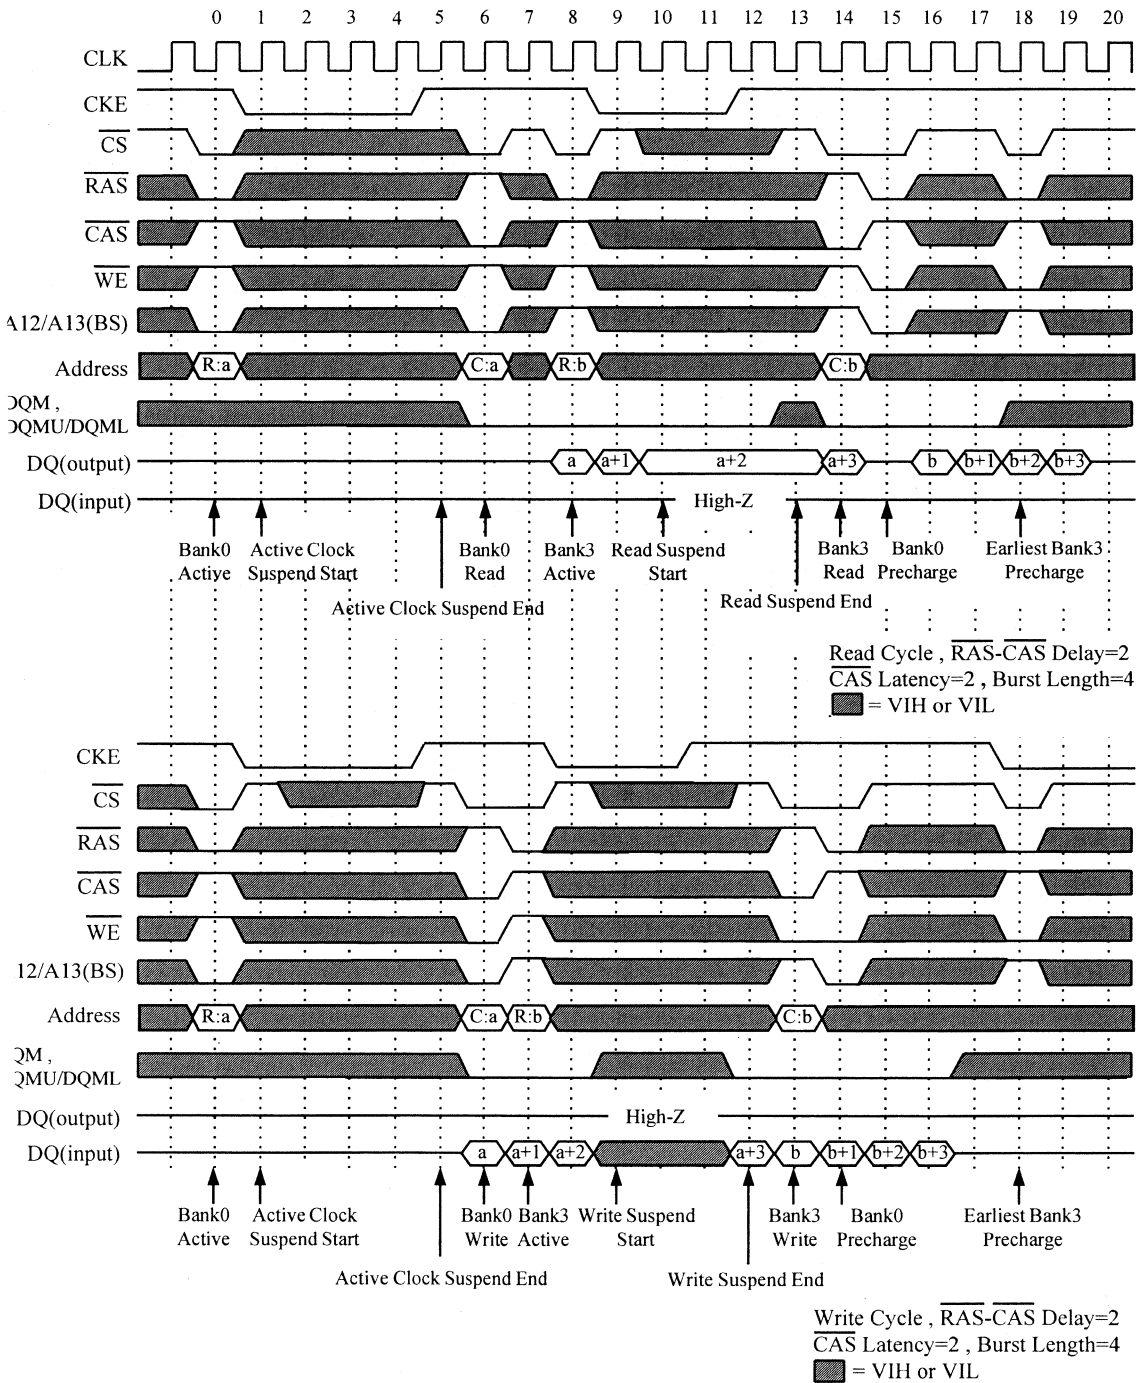 0 1 2 3 4 5 6 7 8 9 10 11 12 13 14 15 16 17 18 19 20
CLK
CKE
CS
RAS
CAS
WE
A12/A13(BS)
Address R:a C:a R:b C:b
DQM ,
DQMU/DQML
DQ(output) a a+1 a+2 a+3 b b+1 b+2 b+3
DQ(input) High-Z
Bank0 Active
Active Clock Suspend Start
Active Clock Suspend End
Bank0 Read
Bank3 Active
Read Suspend Start
Read Suspend End
Bank3 Read
Bank0 Precharge
Earliest Bank3 Precharge
Read Cycle , RAS-CAS Delay=2
CAS Latency=2 , Burst Length=4
= VIH or VIL
CKE
CS
RAS
CAS
WE
12/A13(BS)
Address R:a C:a R:b C:b
QM ,
QMU/DQML
DQ(output) High-Z
DQ(input) a a+1 a+2 a+3 b b+1 b+2 b+3
Bank0 Active
Active Clock Suspend Start
Active Clock Suspend End
Bank0 Write
Bank3 Active
Write Suspend Start
Write Suspend End
Bank3 Write
Bank0 Precharge
Earliest Bank3 Precharge
Write Cycle , RAS-CAS Delay=2
CAS Latency=2 , Burst Length=4
= VIH or VIL